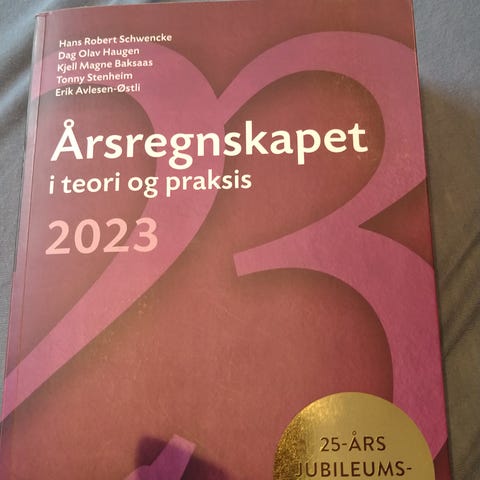 Hans Robert Schwencke
Dag Olav Haugen
Kjell Magne Baksaas
Tonny Stenheim
Erik Avlesen-Østli
Årsregnskapet
i teori og praksis
2023
25-ÅRS
JUBILEUMS-